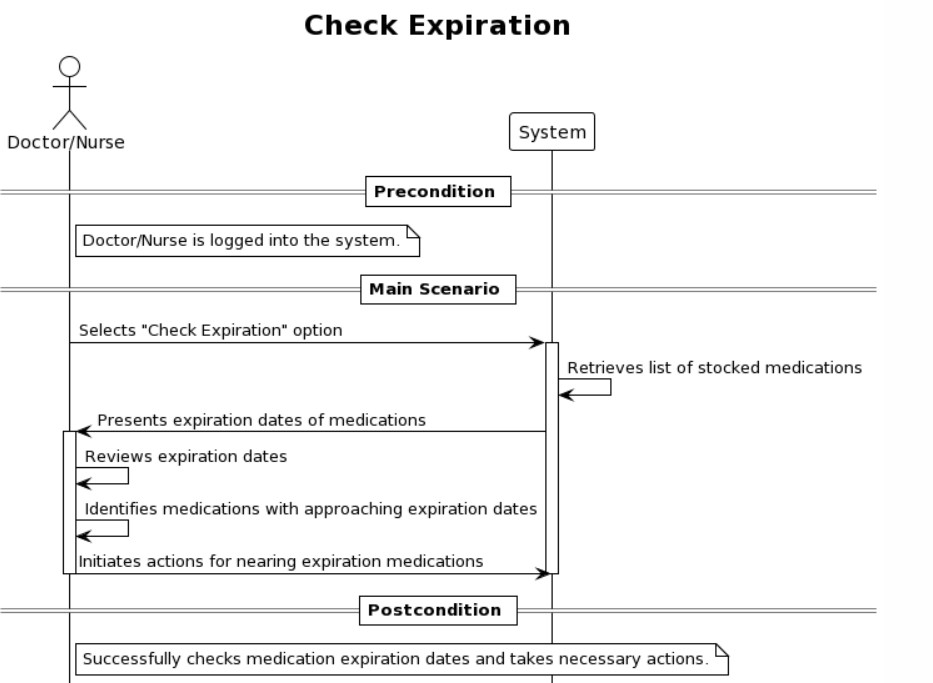 Check Expiration
Doctor/Nurse
System
Precondition
Doctor/Nurse is logged into the system.
Main Scenario
Selects "Check Expiration" option
Retrieves list of stocked medications
Presents expiration dates of medications
Reviews expiration dates
Identifies medications with approaching expiration dates
Initiates actions for nearing expiration medications
Postcondition
Successfully checks medication expiration dates and takes necessary actions.